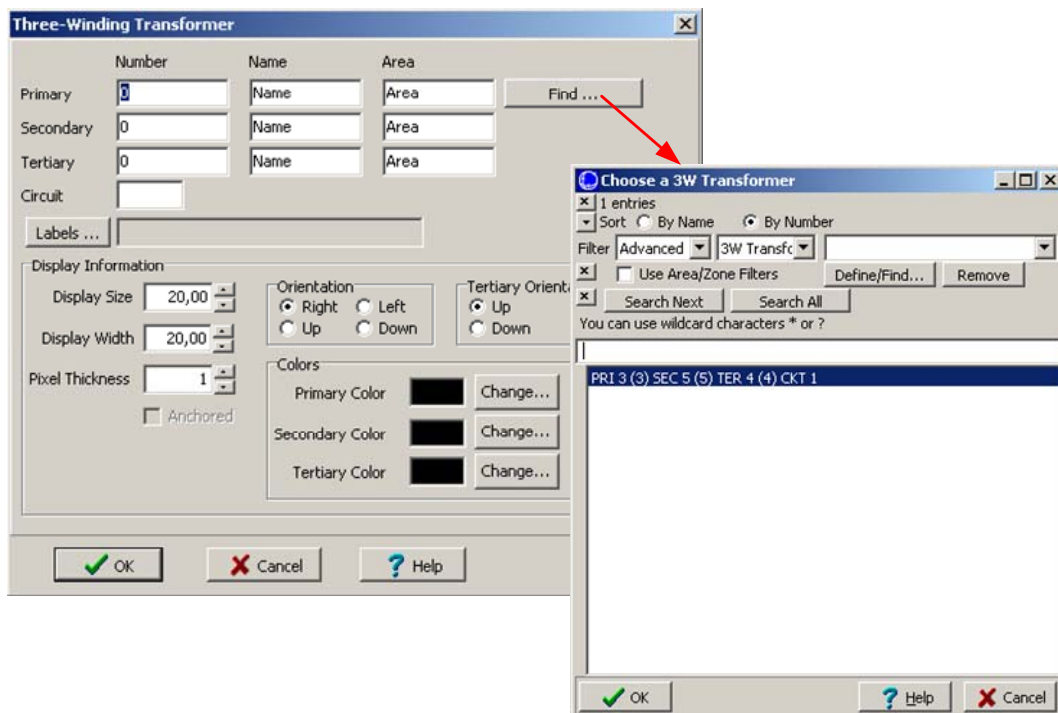 Three-Winding Transformer
Number Name Area
Primary 0 Name Area Find ...
Secondary 0 Name Area
Tertiary 0 Name Area
Circuit
Labels ...
Display Information
Display Size 20,00
Display Width 20,00
Pixel Thickness 1
Anchored
Orientation
Right Left
Up Down
Tertiary Orienta
Up
Down
Colors
Primary Color Change...
Secondary Color Change...
Tertiary Color Change...
OK Cancel ? Help
Choose a 3W Transformer
1 entries
Sort By Name By Number
Filter Advanced 3W Transfc
Use Area/Zone Filters Define/Find... Remove
Search Next Search All
You can use wildcard characters * or ?
PRI 3 (3) SEC 5 (5) TER 4 (4) CKT 1
OK ? Help Cancel